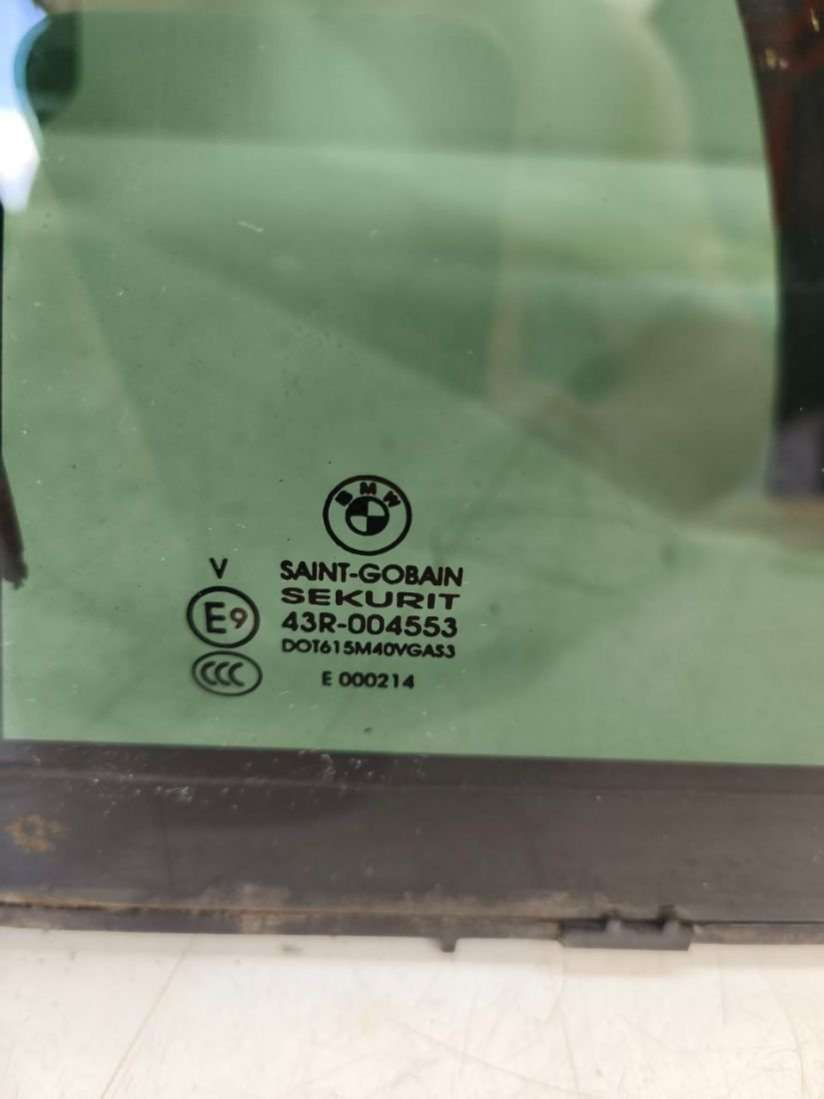 BMW
V
SAINT-GOBAIN
SEKURIT
E9
43R-004553
DOT615M40VGAS3
CCC
E 000214